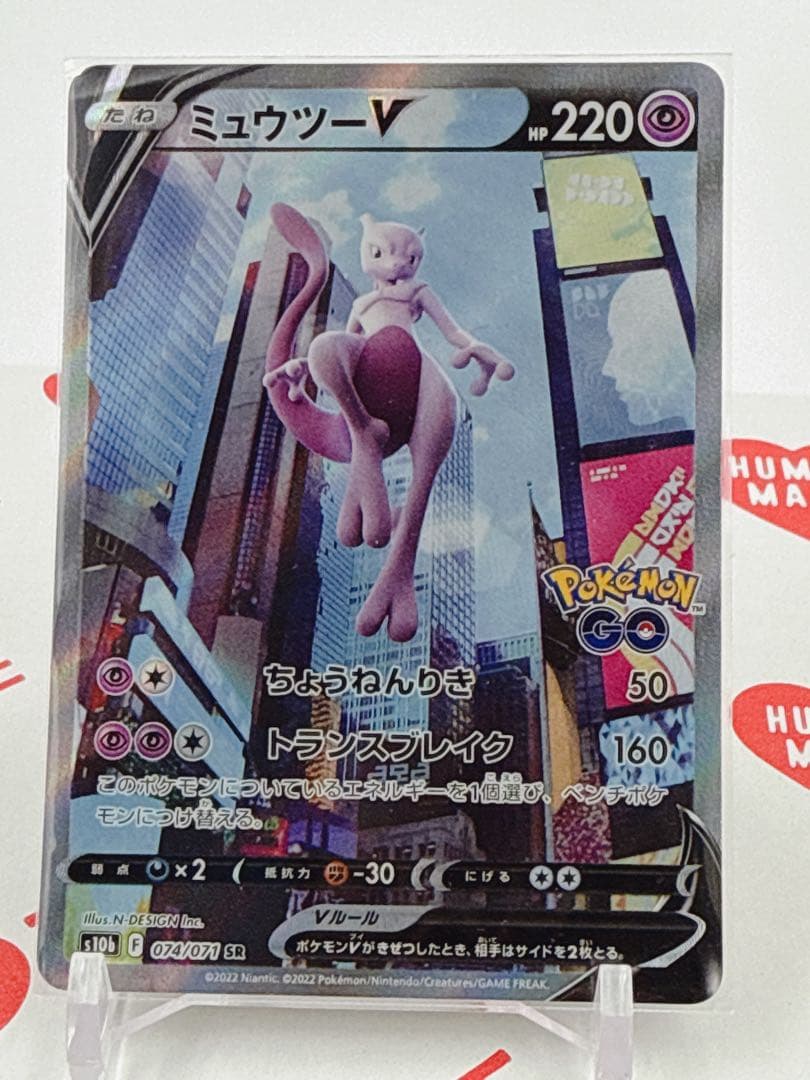 たね ミュウツーV HP 220
POKÉMON GO™
ちょうねんりき 50
トランスブレイク 160
このポケモンについているエネルギーを1個選び、ベンチポケ
モンにつけ替える。
弱点 ×2 抵抗力 -30 にげる
Illus. N-DESIGN Inc.
Vルール
s10b F 074/071 SR
ポケモンVがきぜつしたとき、相手はサイドを2枚とる。
©2022 Niantic. ©2022 Pokémon/Nintendo/Creatures/GAME FREAK.
HUM
MA
HU
M